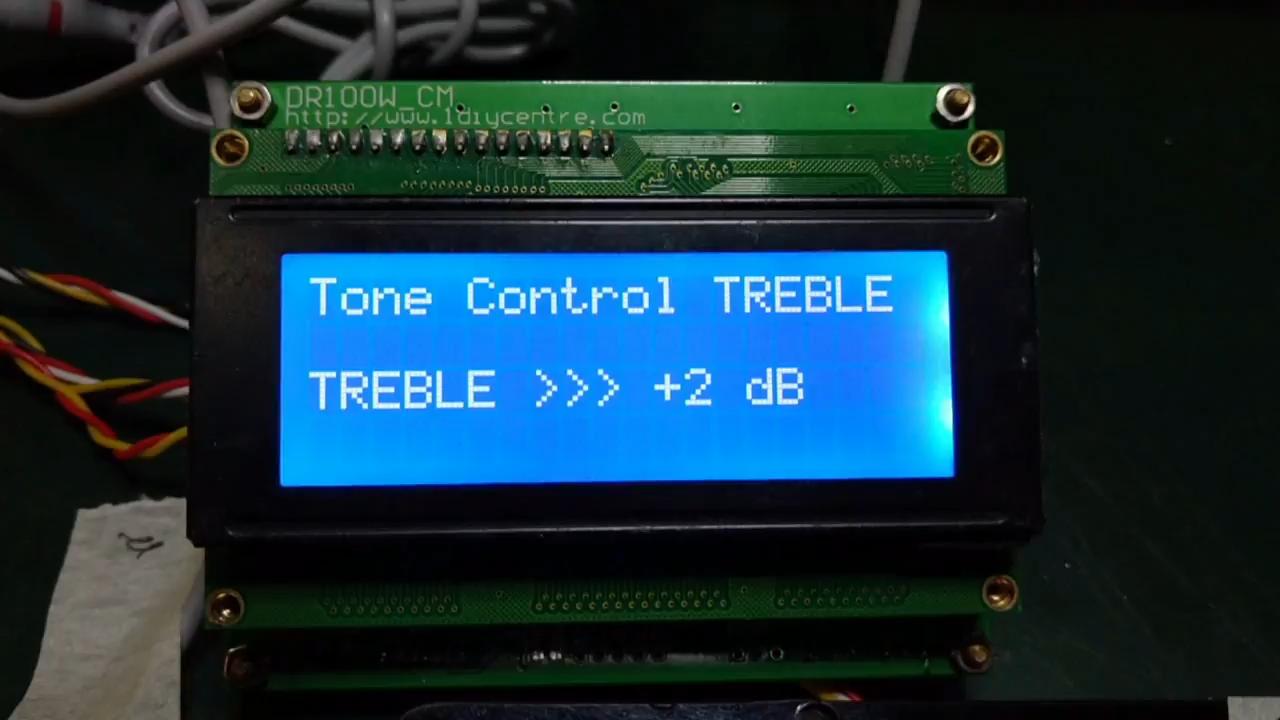 DR100W_CM
http://www.1diycentre.com
Tone Control TREBLE
TREBLE >>> +2 dB